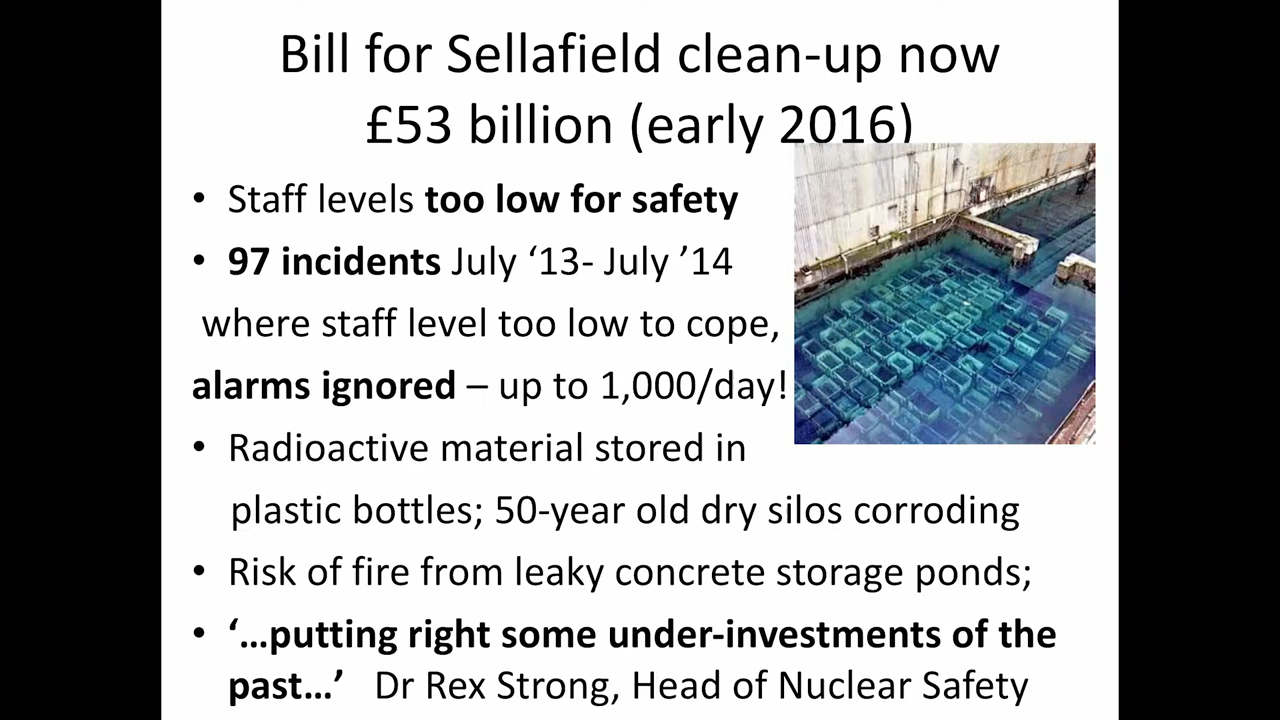 Bill for Sellafield clean-up now
£53 billion (early 2016)
• Staff levels too low for safety
• 97 incidents July ‘13- July ’14
where staff level too low to cope,
alarms ignored – up to 1,000/day!
• Radioactive material stored in
plastic bottles; 50-year old dry silos corroding
• Risk of fire from leaky concrete storage ponds;
• ‘…putting right some under-investments of the
past…’ Dr Rex Strong, Head of Nuclear Safety